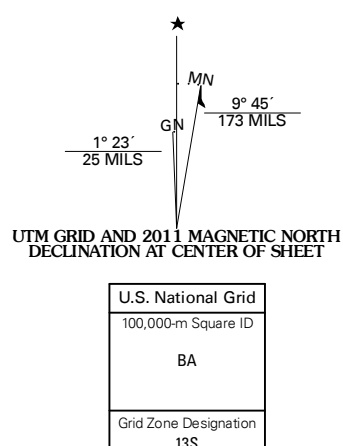 MN
GN
9° 45´
173 MILS
1° 23´
25 MILS
UTM GRID AND 2011 MAGNETIC NORTH
DECLINATION AT CENTER OF SHEET
U.S. National Grid
100,000-m Square ID
BA
Grid Zone Designation
13S